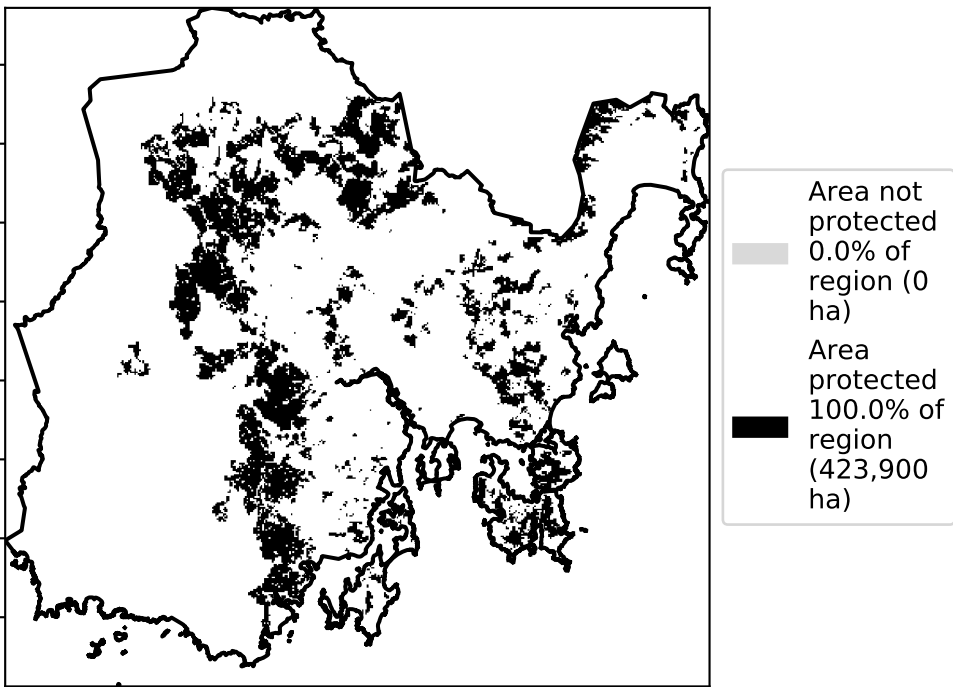 Area not
protected
0.0% of
region (0
ha)
Area
protected
100.0% of
region
(423,900
ha)